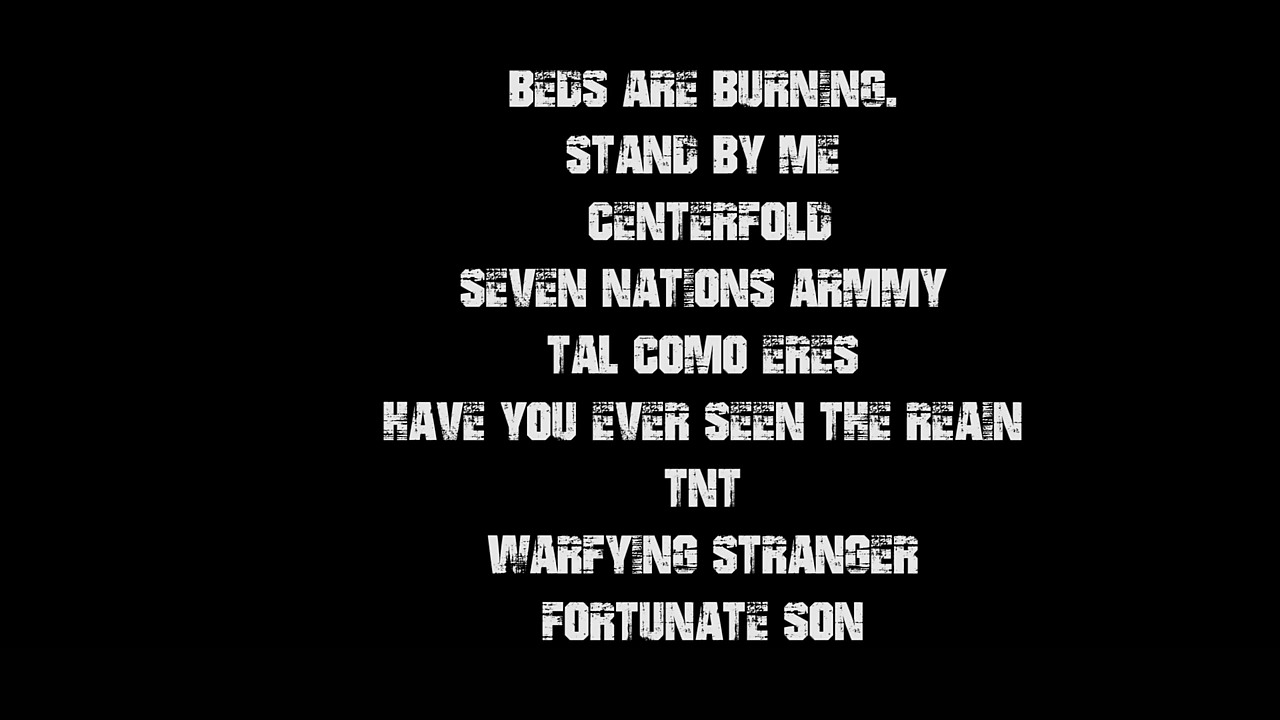 BEDS ARE BURNING.
STAND BY ME
CENTERFOLD
SEVEN NATIONS ARMMY
TAL COMO ERES
HAVE YOU EVER SEEN THE REAIN
TNT
WARFYING STRANGER
FORTUNATE SON